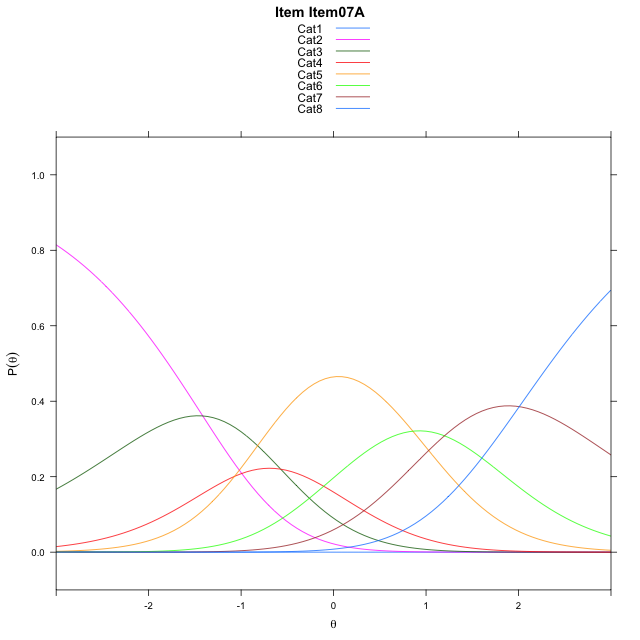 Item Item07A
Cat1
Cat2
Cat3
Cat4
Cat5
Cat6
Cat7
Cat8
1.0
0.8
0.6
0.4
0.2
0.0
P(θ)
-2 -1 0 1 2
θ